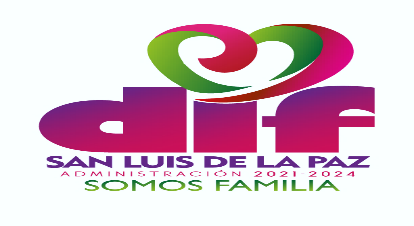 dif
SAN LUIS DE LA PAZ
ADMINISTRACIÓN 2021-2024
SOMOS FAMILIA